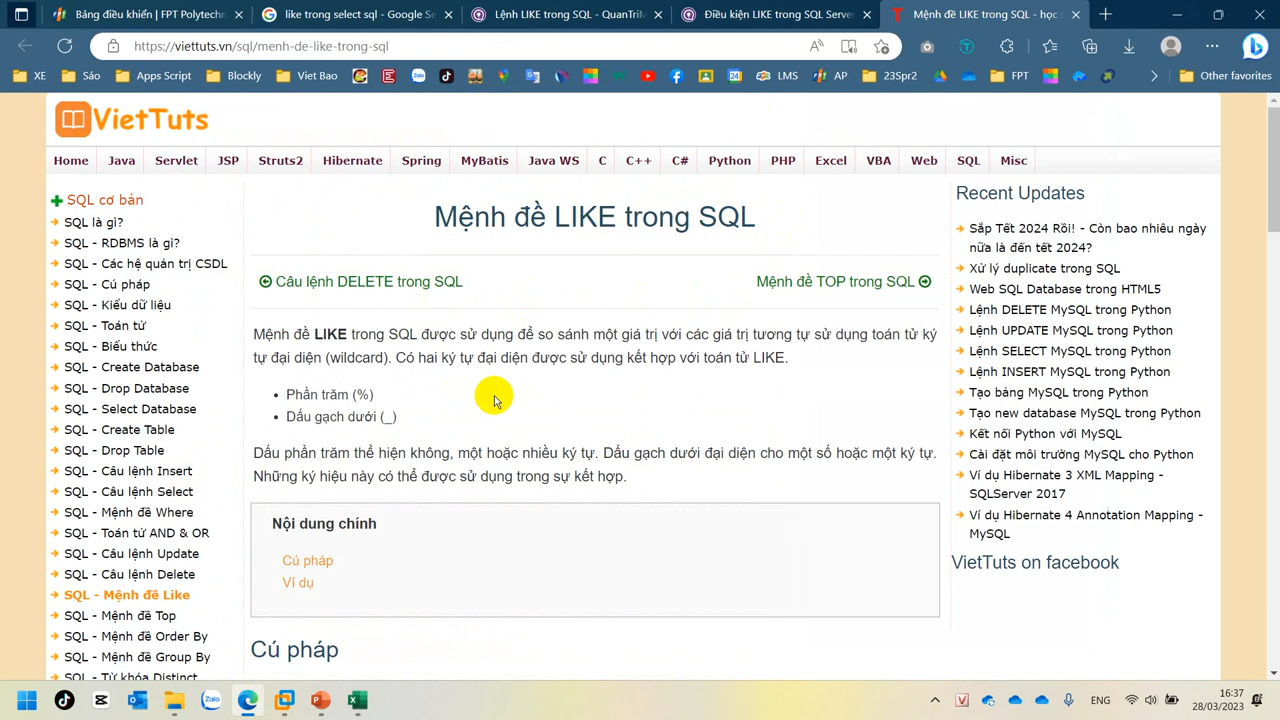 Bảng điều khiển | FPT Polytech
like trong select sql - Google Se
Lệnh LIKE trong SQL - QuanTriM
Điều kiện LIKE trong SQL Server
Mệnh đề LIKE trong SQL - học s
https://viettuts.vn/sql/menh-de-like-trong-sql
XE
Sáo
Apps Script
Blockly
Viet Bao
LMS
AP
23Spr2
FPT
Other favorites
VietTuts
Home Java Servlet JSP Struts2 Hibernate Spring MyBatis Java WS C C++ C# Python PHP Excel VBA Web SQL Misc
SQL cơ bản
SQL là gì?
SQL - RDBMS là gì?
SQL - Các hệ quản trị CSDL
SQL - Cú pháp
SQL - Kiểu dữ liệu
SQL - Toán tử
SQL - Biểu thức
SQL - Create Database
SQL - Drop Database
SQL - Select Database
SQL - Create Table
SQL - Drop Table
SQL - Câu lệnh Insert
SQL - Câu lệnh Select
SQL - Mệnh đề Where
SQL - Toán tử AND & OR
SQL - Câu lệnh Update
SQL - Câu lệnh Delete
SQL - Mệnh đề Like
SQL - Mệnh đề Top
SQL - Mệnh đề Order By
SQL - Mệnh đề Group By
SQL - Từ khóa Distinct
Mệnh đề LIKE trong SQL
Câu lệnh DELETE trong SQL
Mệnh đề TOP trong SQL
Mệnh đề LIKE trong SQL được sử dụng để so sánh một giá trị với các giá trị tương tự sử dụng toán tử ký
tự đại diện (wildcard). Có hai ký tự đại diện được sử dụng kết hợp với toán tử LIKE.
Phần trăm (%)
Dấu gạch dưới (_)
Dấu phần trăm thể hiện không, một hoặc nhiều ký tự. Dấu gạch dưới đại diện cho một số hoặc một ký tự.
Những ký hiệu này có thể được sử dụng trong sự kết hợp.
Nội dung chính
Cú pháp
Ví dụ
Cú pháp
Recent Updates
Sắp Tết 2024 Rồi! - Còn bao nhiêu ngày
nữa là đến tết 2024?
Xử lý duplicate trong SQL
Web SQL Database trong HTML5
Lệnh DELETE MySQL trong Python
Lệnh UPDATE MySQL trong Python
Lệnh SELECT MySQL trong Python
Lệnh INSERT MySQL trong Python
Tạo bảng MySQL trong Python
Tạo new database MySQL trong Python
Kết nối Python với MySQL
Cài đặt môi trường MySQL cho Python
Ví dụ Hibernate 3 XML Mapping -
SQLServer 2017
Ví dụ Hibernate 4 Annotation Mapping -
MySQL
VietTuts on facebook
ENG
16:37
28/03/2023